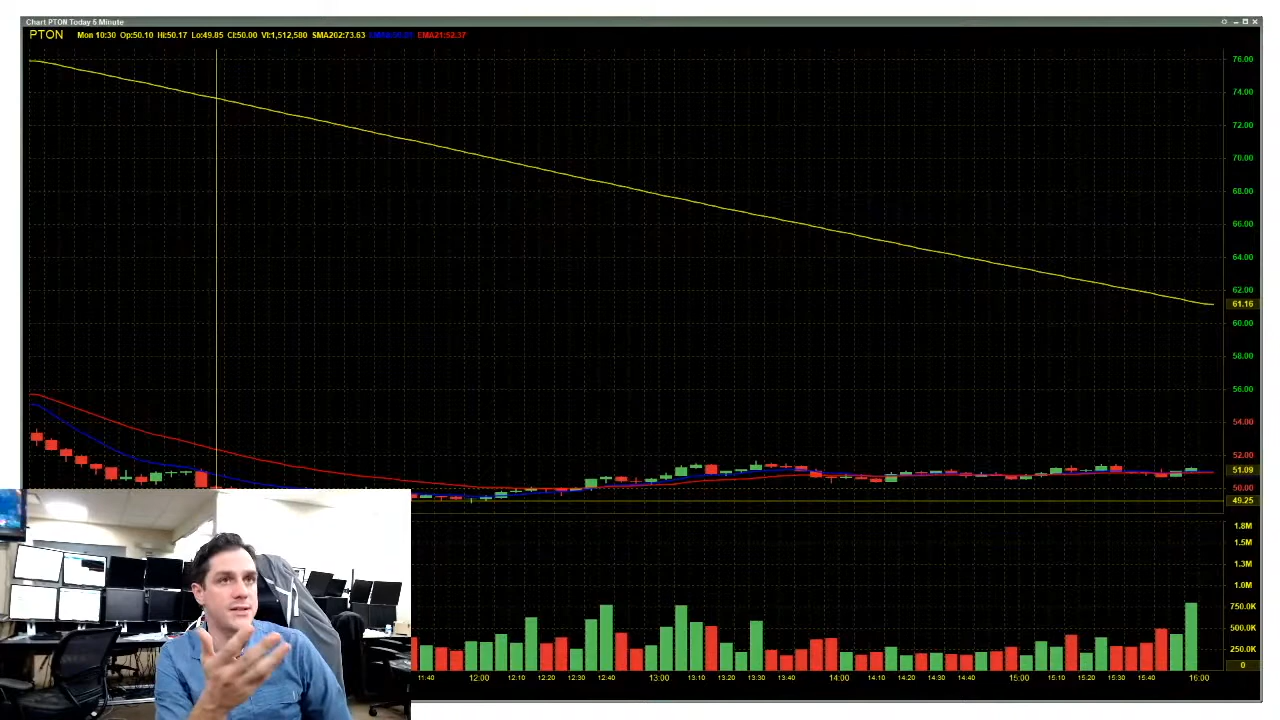 Chart PTON Today 5 Minute
PTON Mon 10:30 Op:50.10 Hi:50.17 Lo:49.85 Cl:50.00 Vl:1,512,580 SMA202:73.63 EMA21:52.37
76.00
74.00
72.00
70.00
68.00
66.00
64.00
62.00
61.16
60.00
58.00
56.00
54.00
52.00
51.09
50.00
49.25
1.8M
1.5M
1.3M
1.0M
750.0K
500.0K
250.0K
0
11:40 12:00 12:10 12:20 12:30 12:40 13:00 13:10 13:20 13:30 13:40 14:00 14:10 14:20 14:30 14:40 15:00 15:10 15:20 15:30 15:40 16:00